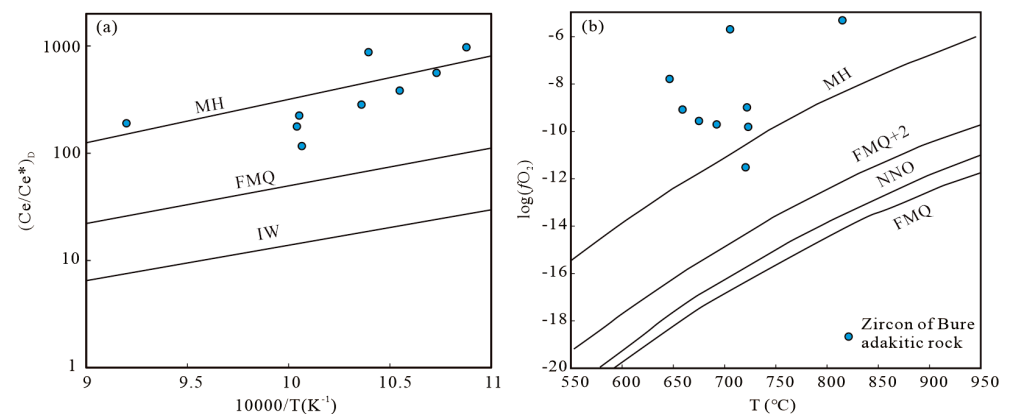 (a)
1000
100
10
1
(Ce/Ce*)D
MH
FMQ
IW
9
9.5
10
10.5
11
10000/T(K-1)
(b)
-6
-8
-10
-12
-14
-16
-18
-20
log(fO2)
MH
FMQ+2
NNO
FMQ
Zircon of Bure
adakitic rock
550
600
650
700
750
800
850
900
950
T (°C)